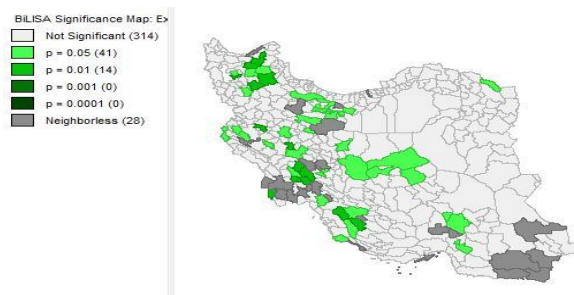 BiLISA Significance Map: Ex
Not Significant (314)
p = 0.05 (41)
p = 0.01 (14)
p = 0.001 (0)
p = 0.0001 (0)
Neighborless (28)